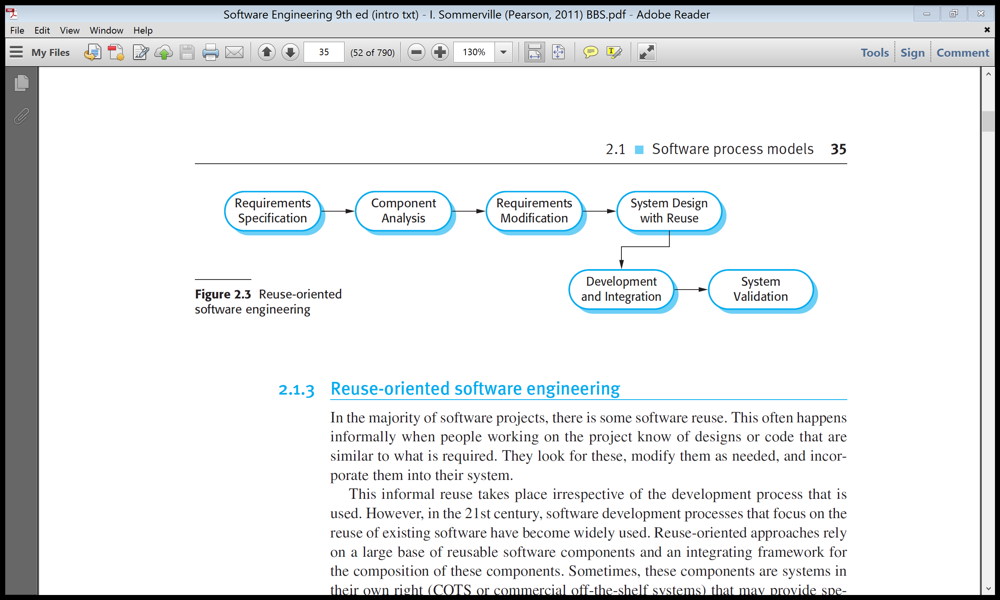 Software Engineering 9th ed (intro txt) - I. Sommerville (Pearson, 2011) BBS.pdf - Adobe Reader
File Edit View Window Help
My Files 35 (52 of 790) 130% Tools Sign Comment
2.1 Software process models 35
Requirements Specification
Component Analysis
Requirements Modification
System Design with Reuse
Development and Integration
System Validation
Figure 2.3 Reuse-oriented
software engineering
2.1.3 Reuse-oriented software engineering
In the majority of software projects, there is some software reuse. This often happens
informally when people working on the project know of designs or code that are
similar to what is required. They look for these, modify them as needed, and incor-
porate them into their system.
This informal reuse takes place irrespective of the development process that is
used. However, in the 21st century, software development processes that focus on the
reuse of existing software have become widely used. Reuse-oriented approaches rely
on a large base of reusable software components and an integrating framework for
the composition of these components. Sometimes, these components are systems in
their own right (COTS or commercial off-the-shelf systems) that may provide spe-